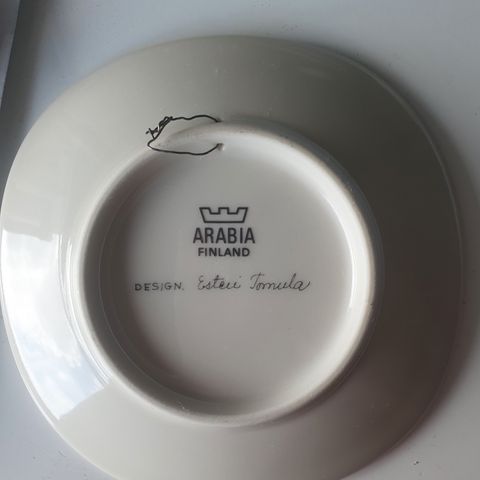 ARABIA
FINLAND
DESIGN. Esteri Tomula